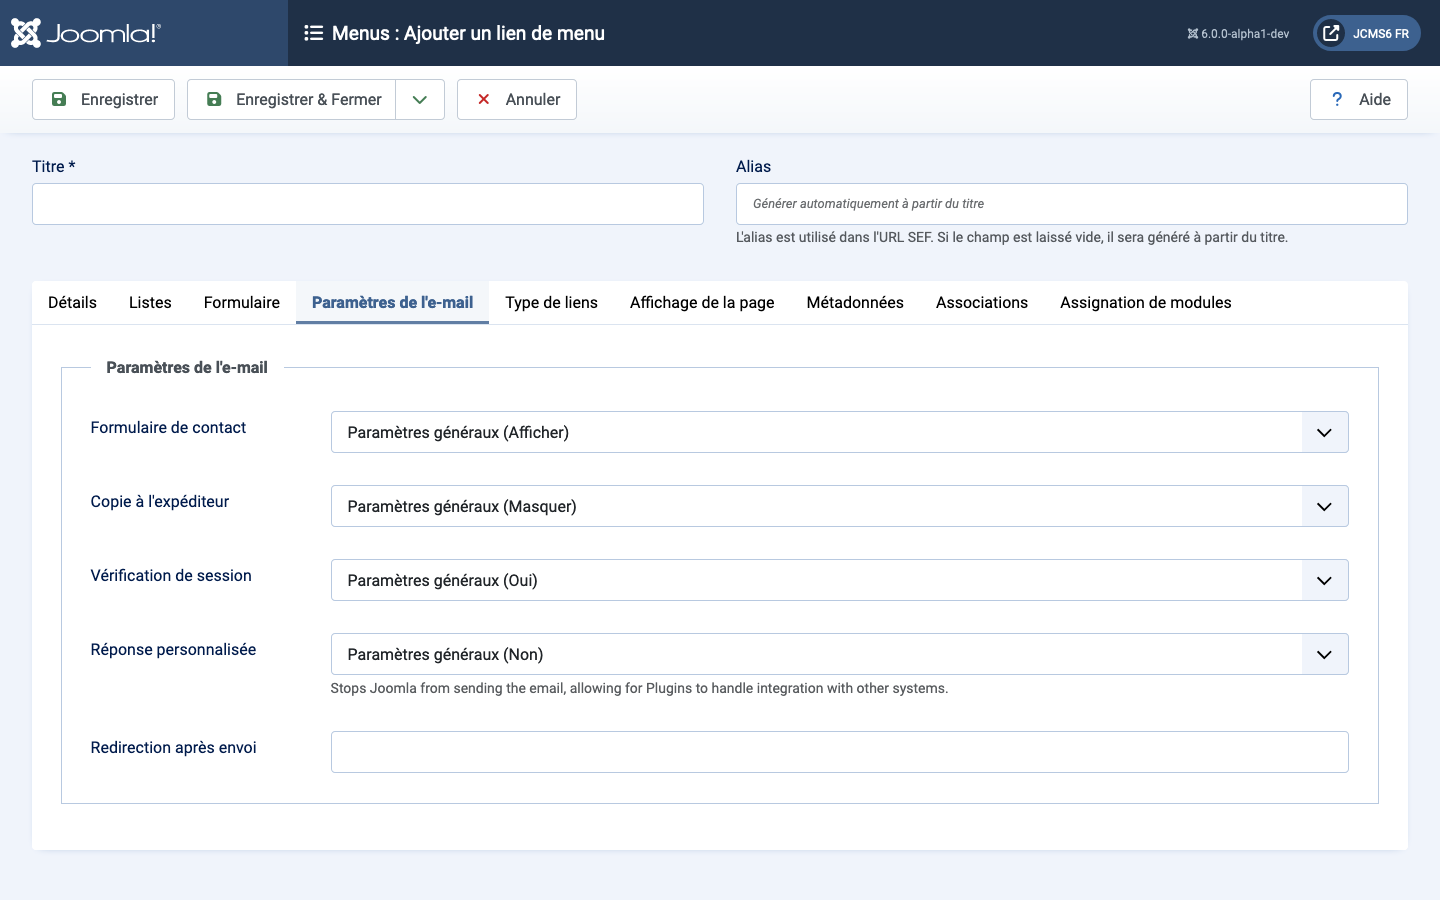 Joomla!®
Menus : Ajouter un lien de menu
6.0.0-alpha1-dev
JCMS6 FR
Enregistrer
Enregistrer & Fermer
Annuler
? Aide
Titre *
Alias
Générer automatiquement à partir du titre
L'alias est utilisé dans l'URL SEF. Si le champ est laissé vide, il sera généré à partir du titre.
Détails Listes Formulaire Paramètres de l'e-mail Type de liens Affichage de la page Métadonnées Associations Assignation de modules
Paramètres de l'e-mail
Formulaire de contact
Paramètres généraux (Afficher)
Copie à l'expéditeur
Paramètres généraux (Masquer)
Vérification de session
Paramètres généraux (Oui)
Réponse personnalisée
Paramètres généraux (Non)
Stops Joomla from sending the email, allowing for Plugins to handle integration with other systems.
Redirection après envoi